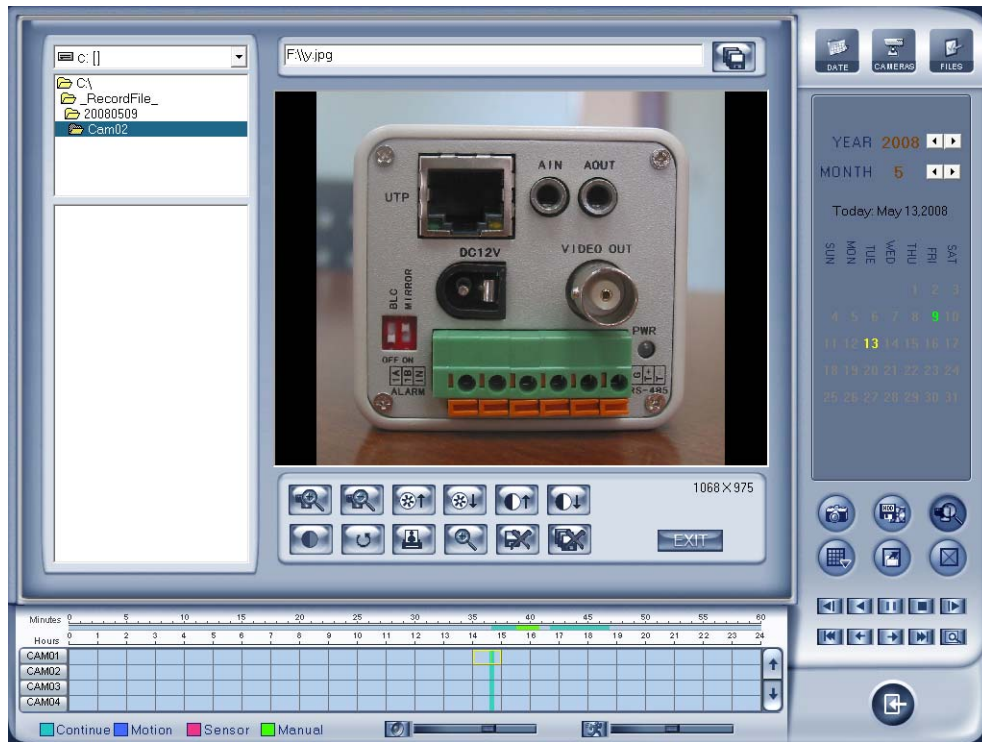 c: []
F:\\y.jpg
C:\
_RecordFile_
20080509
Cam02
AIN AOUT
UTP
DC12V
VIDEO OUT
BLC
MIRROR
PWR
OFF ON
1A
1B
IN
G
T+
T-
ALARM
RS-485
1068×975
EXIT
DATE CAMERAS FILES
YEAR 2008
MONTH 5
Today: May 13,2008
SUN MON TUE WED THU FRI SAT
1 2 3
4 5 6 7 8 9 10
11 12 13 14 15 16 17
18 19 20 21 22 23 24
25 26 27 28 29 30 31
Minutes 0 5 10 15 20 25 30 35 40 45 50 55 60
Hours 0 1 2 3 4 5 6 7 8 9 10 11 12 13 14 15 16 17 18 19 20 21 22 23 24
CAM01
CAM02
CAM03
CAM04
Continue Motion Sensor Manual